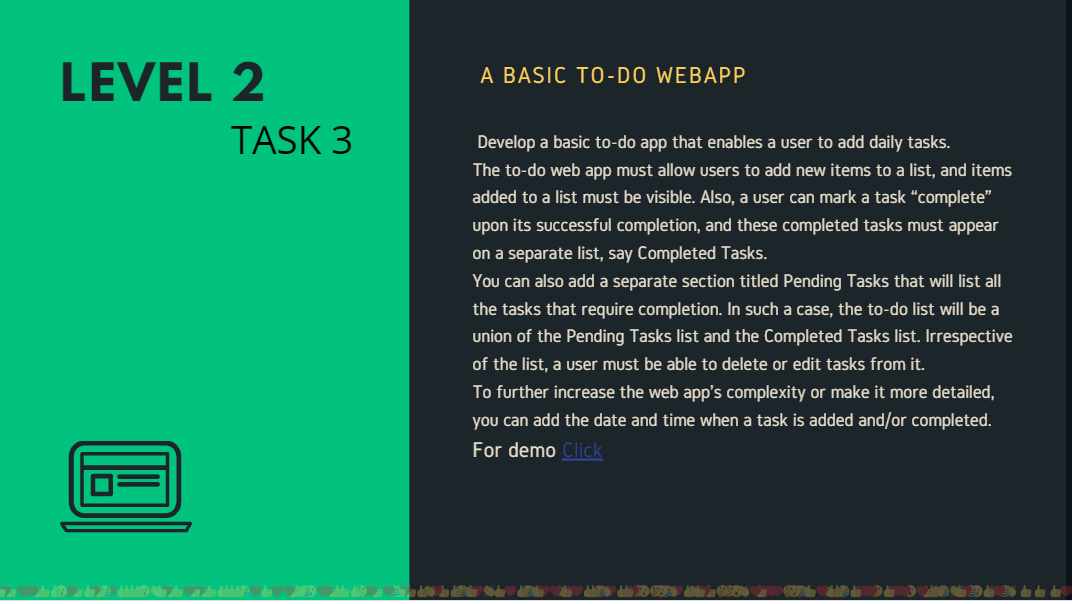 LEVEL 2
TASK 3
A BASIC TO-DO WEBAPP
Develop a basic to-do app that enables a user to add daily tasks.
The to-do web app must allow users to add new items to a list, and items
added to a list must be visible. Also, a user can mark a task “complete”
upon its successful completion, and these completed tasks must appear
on a separate list, say Completed Tasks.
You can also add a separate section titled Pending Tasks that will list all
the tasks that require completion. In such a case, the to-do list will be a
union of the Pending Tasks list and the Completed Tasks list. Irrespective
of the list, a user must be able to delete or edit tasks from it.
To further increase the web app’s complexity or make it more detailed,
you can add the date and time when a task is added and/or completed.
For demo Click